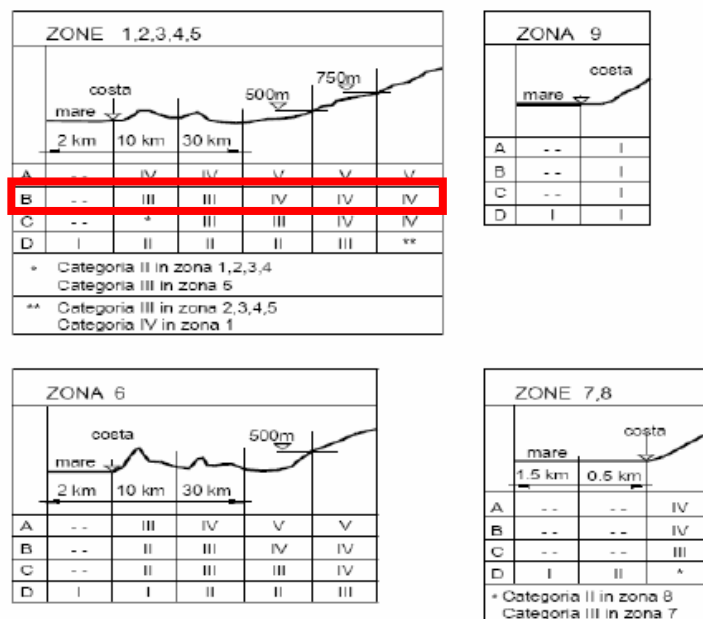 ZONE 1,2,3,4,5
costa
mare
500m
750m
2 km 10 km 30 km
A -- IV IV V V V
B -- III III IV IV IV
C -- * III III IV IV
D I II II II III **
* Categoria II in zona 1,2,3,4
Categoria III in zona 5
** Categoria III in zona 2,3,4,5
Categoria IV in zona 1
ZONA 9
costa
mare
A -- I
B -- I
C -- I
D I I
ZONA 6
costa
mare
500m
2 km 10 km 30 km
A -- III IV V V
B -- II III IV IV
C -- II III III IV
D I I II II III
ZONE 7,8
costa
mare
1.5 km 0.5 km
A -- -- IV
B -- -- IV
C -- -- III
D I II *
* Categoria II in zona 8
Categoria III in zona 7